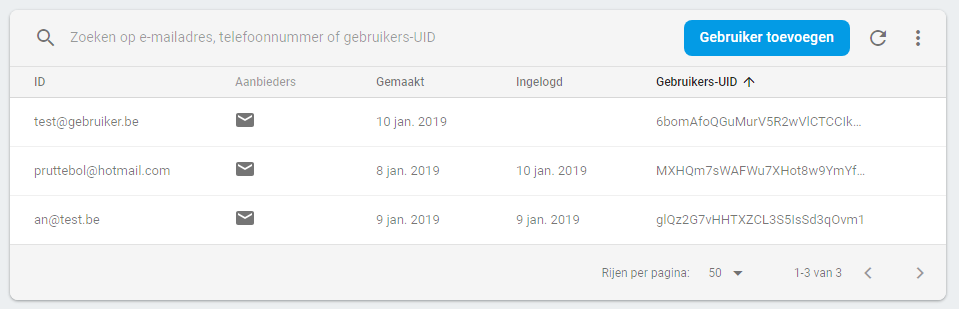 Zoeken op e-mailadres, telefoonnummer of gebruikers-UID Gebruiker toevoegen
ID Aanbieders Gemaakt Ingelogd Gebruikers-UID
test@gebruiker.be 10 jan. 2019 6bomAfoQGuMurV5R2wVlCTCCIk...
pruttebol@hotmail.com 8 jan. 2019 10 jan. 2019 MXHQm7sWAFWu7XHot8w9YmYf...
an@test.be 9 jan. 2019 9 jan. 2019 glQz2G7vHHTXZCL3S5IsSd3qOvm1
Rijen per pagina: 50 1-3 van 3